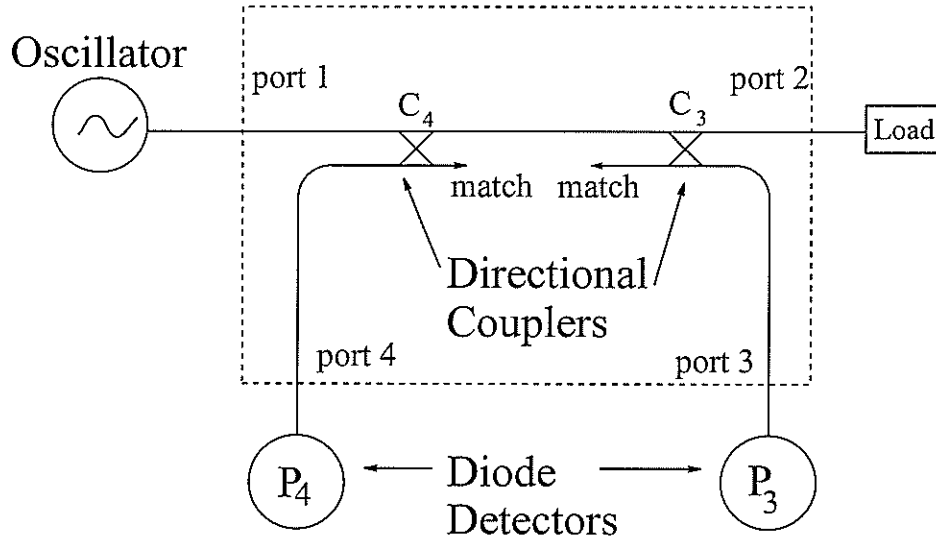 Oscillator
port 1
port 2
C4
C3
Load
match
match
Directional
Couplers
port 4
port 3
P4
Diode
Detectors
P3